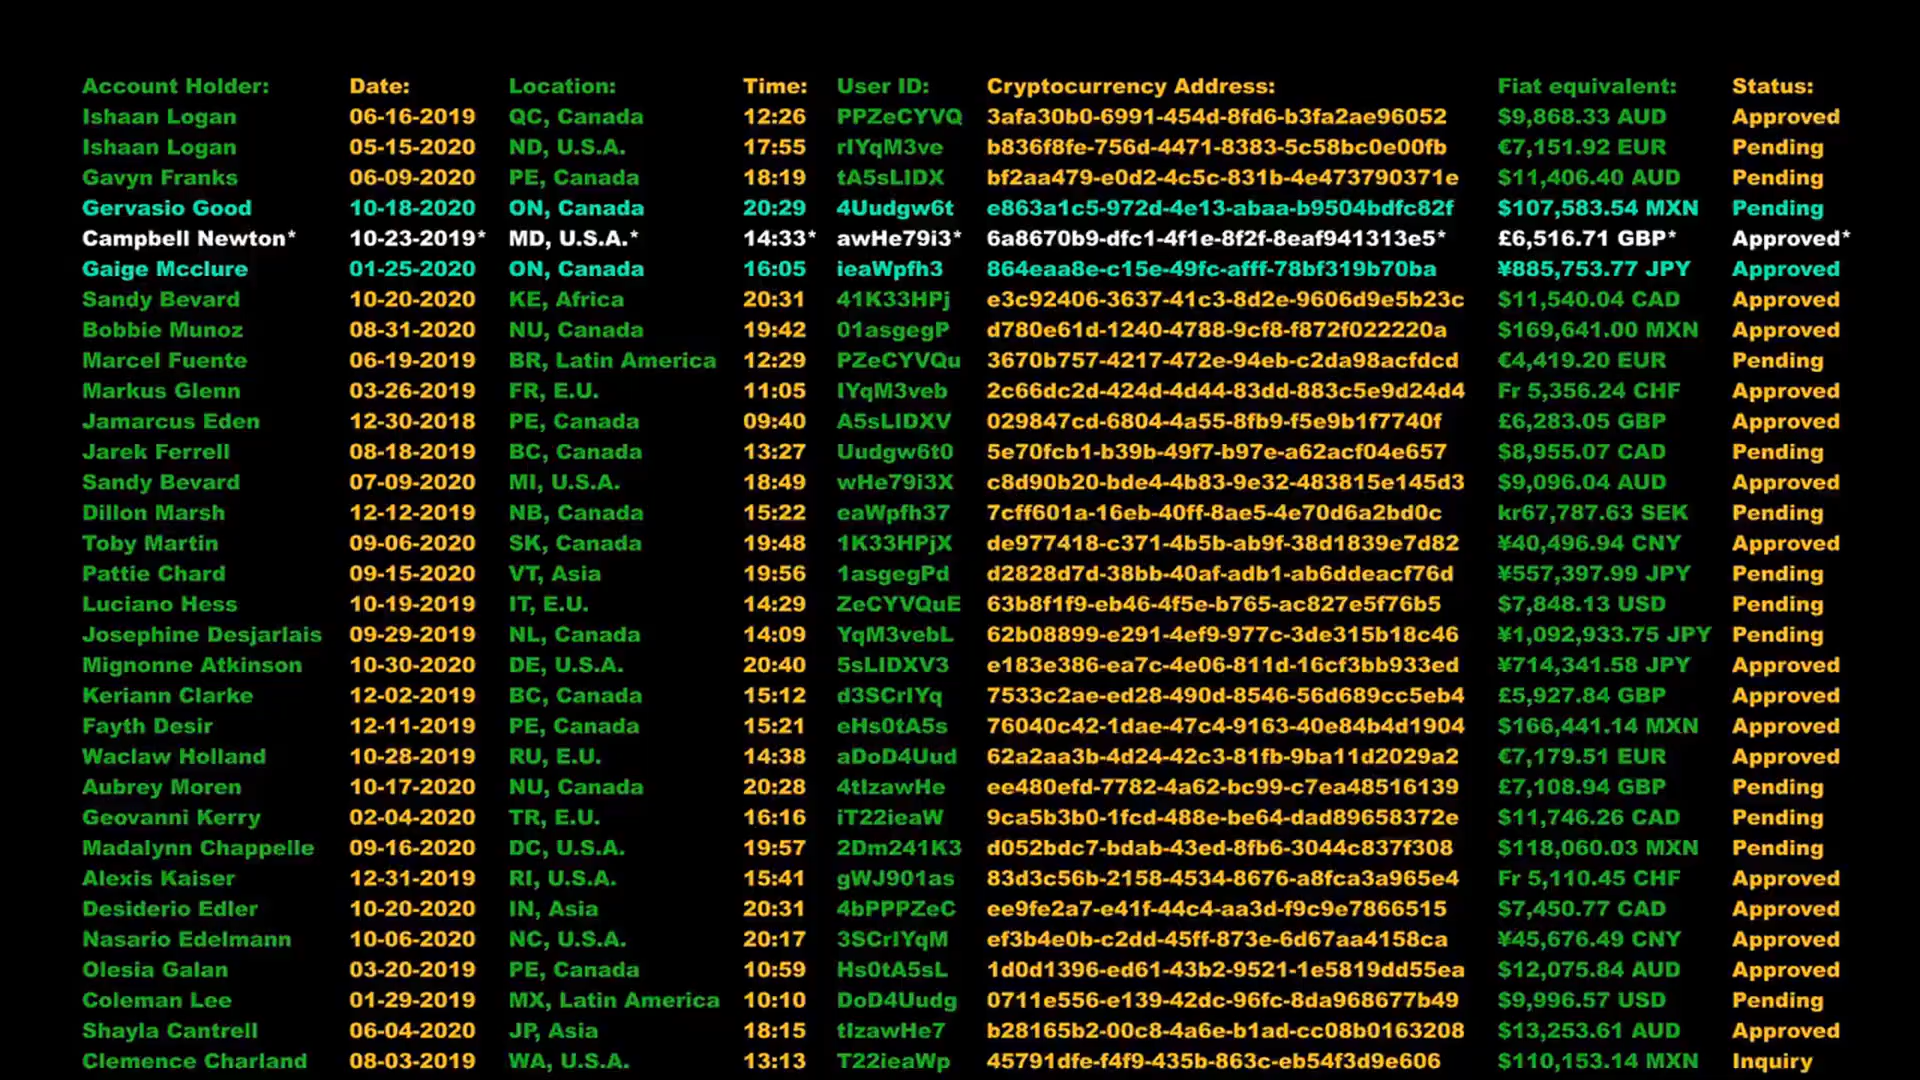 Account Holder: Date: Location: Time: User ID: Cryptocurrency Address: Fiat equivalent: Status:
Ishaan Logan 06-16-2019 QC, Canada 12:26 PPZeCYVQ 3afa30b0-6991-454d-8fd6-b3fa2ae96052 $9,868.33 AUD Approved
Ishaan Logan 05-15-2020 ND, U.S.A. 17:55 rIYqM3ve b836f8fe-756d-4471-8383-5c58bc0e00fb €7,151.92 EUR Pending
Gavyn Franks 06-09-2020 PE, Canada 18:19 tA5sLIDX bf2aa479-e0d2-4c5c-831b-4e473790371e $11,406.40 AUD Pending
Gervasio Good 10-18-2020 ON, Canada 20:29 4Uudgw6t e863a1c5-972d-4e13-abaa-b9504bdfc82f $107,583.54 MXN Pending
Campbell Newton* 10-23-2019* MD, U.S.A.* 14:33* awHe79i3* 6a8670b9-dfc1-4f1e-8f2f-8eaf941313e5* £6,516.71 GBP* Approved*
Gaige Mcclure 01-25-2020 ON, Canada 16:05 ieaWpfh3 864eaa8e-c15e-49fc-afff-78bf319b70ba ¥885,753.77 JPY Approved
Sandy Bevard 10-20-2020 KE, Africa 20:31 41K33HPj e3c92406-3637-41c3-8d2e-9606d9e5b23c $11,540.04 CAD Approved
Bobbie Munoz 08-31-2020 NU, Canada 19:42 01asgegP d780e61d-1240-4788-9cf8-f872f022220a $169,641.00 MXN Approved
Marcel Fuente 06-19-2019 BR, Latin America 12:29 PZeCYVQu 3670b757-4217-472e-94eb-c2da98acfdcd €4,419.20 EUR Pending
Markus Glenn 03-26-2019 FR, E.U. 11:05 IYqM3veb 2c66dc2d-424d-4d44-83dd-883c5e9d24d4 Fr 5,356.24 CHF Approved
Jamarcus Eden 12-30-2018 PE, Canada 09:40 A5sLIDXV 029847cd-6804-4a55-8fb9-f5e9b1f7740f £6,283.05 GBP Approved
Jarek Ferrell 08-18-2019 BC, Canada 13:27 Uudgw6t0 5e70fcb1-b39b-49f7-b97e-a62acf04e657 $8,955.07 CAD Pending
Sandy Bevard 07-09-2020 MI, U.S.A. 18:49 wHe79i3X c8d90b20-bde4-4b83-9e32-483815e145d3 $9,096.04 AUD Approved
Dillon Marsh 12-12-2019 NB, Canada 15:22 eaWpfh37 7cff601a-16eb-40ff-8ae5-4e70d6a2bd0c kr67,787.63 SEK Pending
Toby Martin 09-06-2020 SK, Canada 19:48 1K33HPjX de977418-c371-4b5b-ab9f-38d1839e7d82 ¥40,496.94 CNY Approved
Pattie Chard 09-15-2020 VT, Asia 19:56 1asgegPd d2828d7d-38bb-40af-adb1-ab6ddeacf76d ¥557,397.99 JPY Pending
Luciano Hess 10-19-2019 IT, E.U. 14:29 ZeCYVQuE 63b8f1f9-eb46-4f5e-b765-ac827e5f76b5 $7,848.13 USD Pending
Josephine Desjarlais 09-29-2019 NL, Canada 14:09 YqM3vebL 62b08899-e291-4ef9-977c-3de315b18c46 ¥1,092,933.75 JPY Pending
Mignonne Atkinson 10-30-2020 DE, U.S.A. 20:40 5sLIDXV3 e183e386-ea7c-4e06-811d-16cf3bb933ed ¥714,341.58 JPY Approved
Keriann Clarke 12-02-2019 BC, Canada 15:12 d3SCrIYq 7533c2ae-ed28-490d-8546-56d689cc5eb4 £5,927.84 GBP Approved
Fayth Desir 12-11-2019 PE, Canada 15:21 eHs0tA5s 76040c42-1dae-47c4-9163-40e84b4d1904 $166,441.14 MXN Approved
Waclaw Holland 10-28-2019 RU, E.U. 14:38 aDoD4Uud 62a2aa3b-4d24-42c3-81fb-9ba11d2029a2 €7,179.51 EUR Approved
Aubrey Moren 10-17-2020 NU, Canada 20:28 4tIzawHe ee480efd-7782-4a62-bc99-c7ea48516139 £7,108.94 GBP Pending
Geovanni Kerry 02-04-2020 TR, E.U. 16:16 iT22ieaW 9ca5b3b0-1fcd-488e-be64-dad89658372e $11,746.26 CAD Pending
Madalynn Chappelle 09-16-2020 DC, U.S.A. 19:57 2Dm241K3 d052bdc7-bdab-43ed-8fb6-3044c837f308 $118,060.03 MXN Pending
Alexis Kaiser 12-31-2019 RI, U.S.A. 15:41 gWJ901as 83d3c56b-2158-4534-8676-a8fca3a965e4 Fr 5,110.45 CHF Approved
Desiderio Edler 10-20-2020 IN, Asia 20:31 4bPPPZeC ee9fe2a7-e41f-44c4-aa3d-f9c9e7866515 $7,450.77 CAD Approved
Nasario Edelmann 10-06-2020 NC, U.S.A. 20:17 3SCrIYqM ef3b4e0b-c2dd-45ff-873e-6d67aa4158ca ¥45,676.49 CNY Approved
Olesia Galan 03-20-2019 PE, Canada 10:59 Hs0tA5sL 1d0d1396-ed61-43b2-9521-1e5819dd55ea $12,075.84 AUD Approved
Coleman Lee 01-29-2019 MX, Latin America 10:10 DoD4Uudg 0711e556-e139-42dc-96fc-8da968677b49 $9,996.57 USD Pending
Shayla Cantrell 06-04-2020 JP, Asia 18:15 tIzawHe7 b28165b2-00c8-4a6e-b1ad-cc08b0163208 $13,253.61 AUD Approved
Clemence Charland 08-03-2019 WA, U.S.A. 13:13 T22ieaWp 45791dfe-f4f9-435b-863c-eb54f3d9e606 $110,153.14 MXN Inquiry